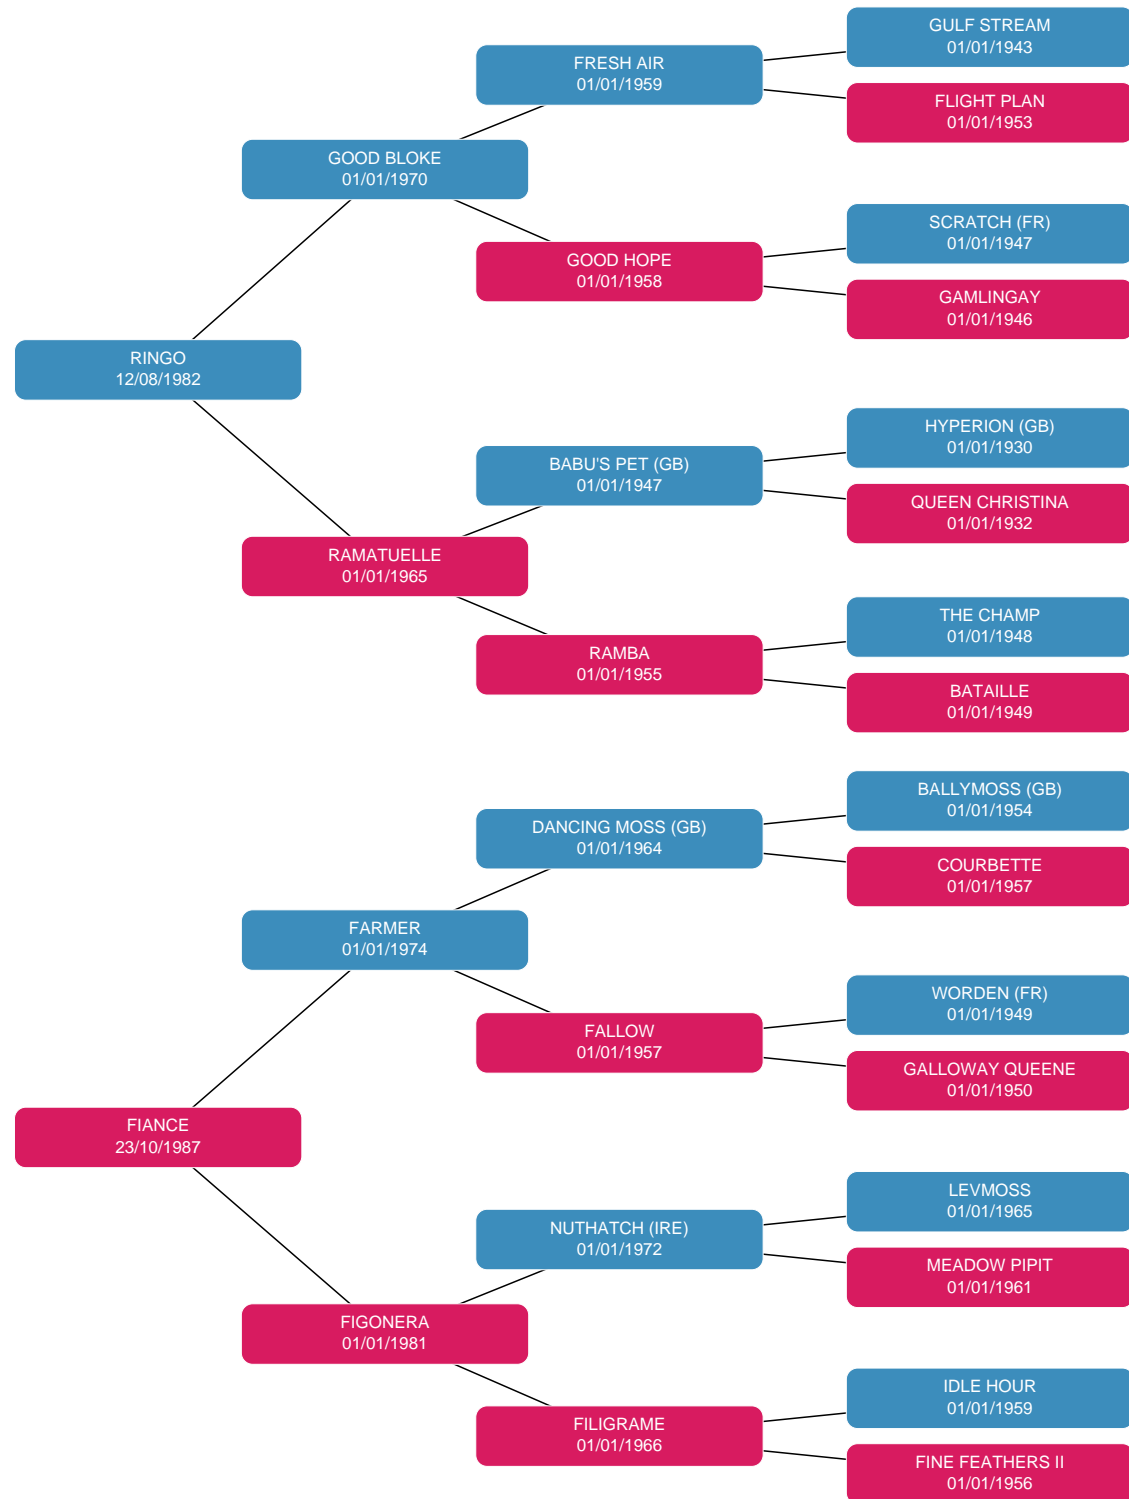 GULF STREAM
01/01/1943
FRESH AIR
01/01/1959
FLIGHT PLAN
01/01/1953
GOOD BLOKE
01/01/1970
SCRATCH (FR)
01/01/1947
GOOD HOPE
01/01/1958
GAMLINGAY
01/01/1946
RINGO
12/08/1982
HYPERION (GB)
01/01/1930
BABU'S PET (GB)
01/01/1947
QUEEN CHRISTINA
01/01/1932
RAMATUELLE
01/01/1965
THE CHAMP
01/01/1948
RAMBA
01/01/1955
BATAILLE
01/01/1949
BALLYMOSS (GB)
01/01/1954
DANCING MOSS (GB)
01/01/1964
COURBETTE
01/01/1957
FARMER
01/01/1974
WORDEN (FR)
01/01/1949
FALLOW
01/01/1957
GALLOWAY QUEENE
01/01/1950
FIANCE
23/10/1987
LEVMOSS
01/01/1965
NUTHATCH (IRE)
01/01/1972
MEADOW PIPIT
01/01/1961
FIGONERA
01/01/1981
IDLE HOUR
01/01/1959
FILIGRAME
01/01/1966
FINE FEATHERS II
01/01/1956